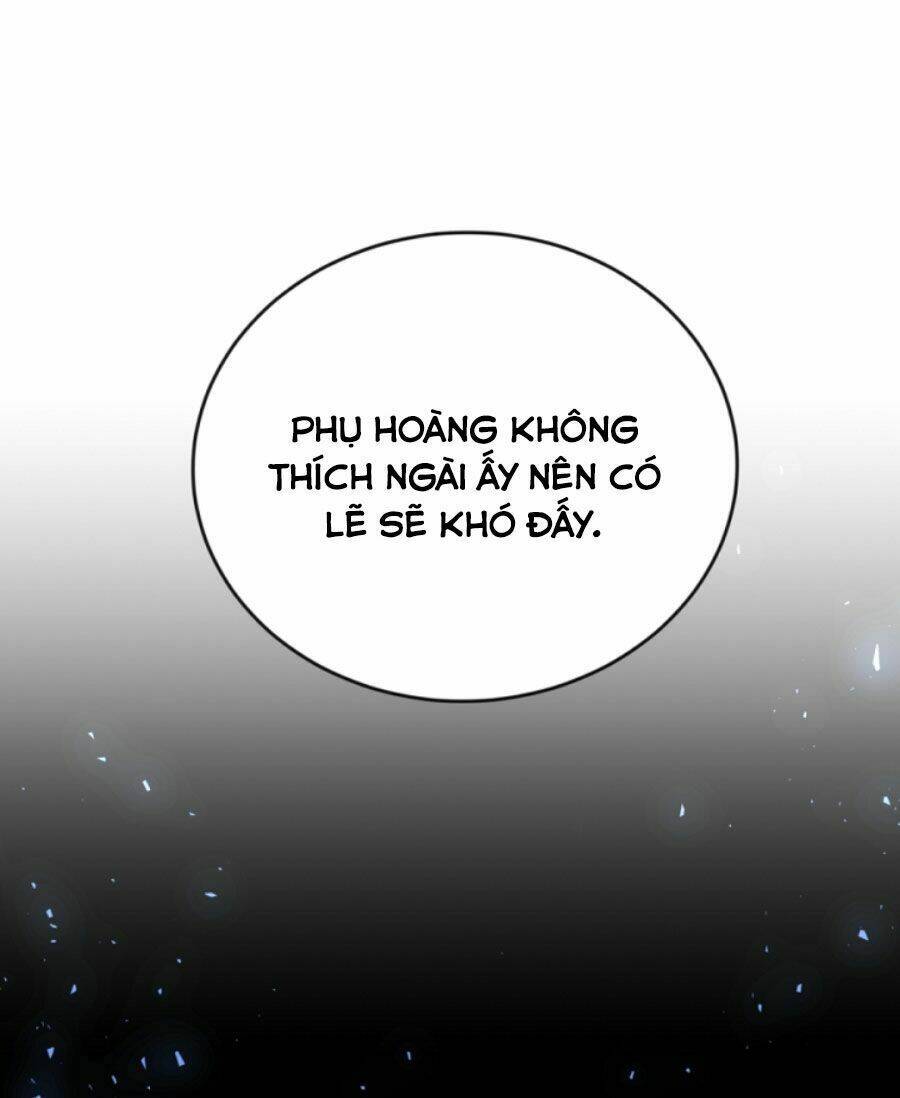 PHỤ HOÀNG KHÔNG
THÍCH NGÀI ẤY NÊN CÓ
LẼ SẼ KHÓ ĐẤY.